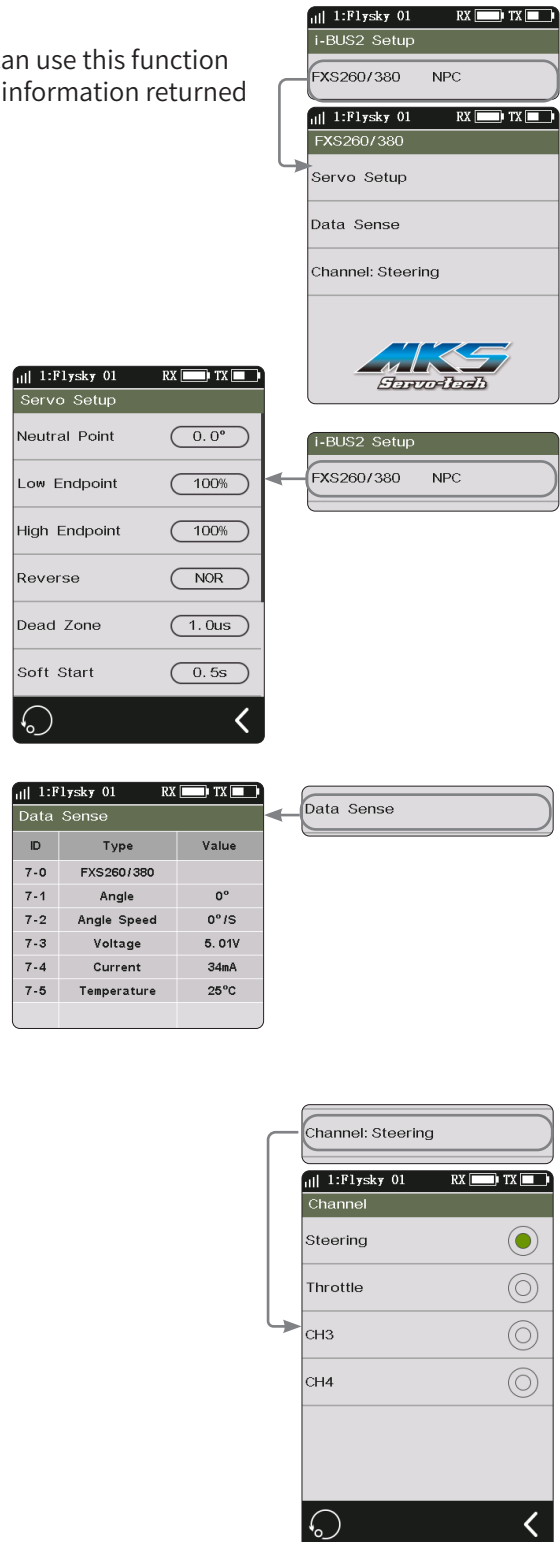 an use this function
information returned
1:Flysky 01 RX TX
i-BUS2 Setup
FXS260/380 NPC
1:Flysky 01 RX TX
FXS260/380
Servo Setup
Data Sense
Channel: Steering
MKS
Servo-tech
1:Flysky 01 RX TX
Servo Setup
Neutral Point 0.0°
Low Endpoint 100%
High Endpoint 100%
Reverse NOR
Dead Zone 1.0us
Soft Start 0.5s
i-BUS2 Setup
FXS260/380 NPC
1:Flysky 01 RX TX
Data Sense
ID Type Value
7-0 FXS260/380
7-1 Angle 0°
7-2 Angle Speed 0°/S
7-3 Voltage 5.01V
7-4 Current 34mA
7-5 Temperature 25°C
Data Sense
Channel: Steering
1:Flysky 01 RX TX
Channel
Steering
Throttle
CH3
CH4